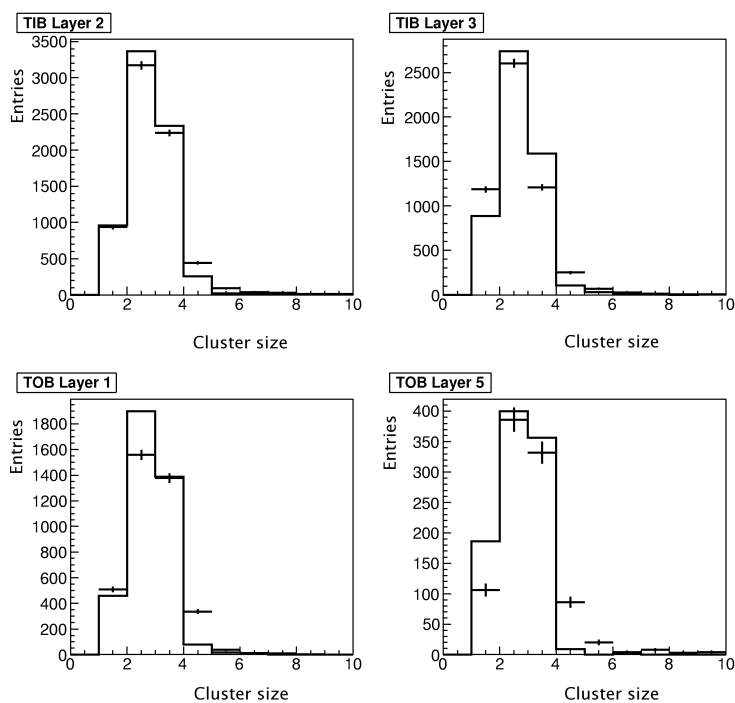 TIB Layer 2
Entries
3500
3000
2500
2000
1500
1000
500
0
0 2 4 6 8 10
Cluster size
TIB Layer 3
Entries
2500
2000
1500
1000
500
0
0 2 4 6 8 10
Cluster size
TOB Layer 1
Entries
1800
1600
1400
1200
1000
800
600
400
200
0
0 2 4 6 8 10
Cluster size
TOB Layer 5
Entries
400
350
300
250
200
150
100
50
0
0 2 4 6 8 10
Cluster size